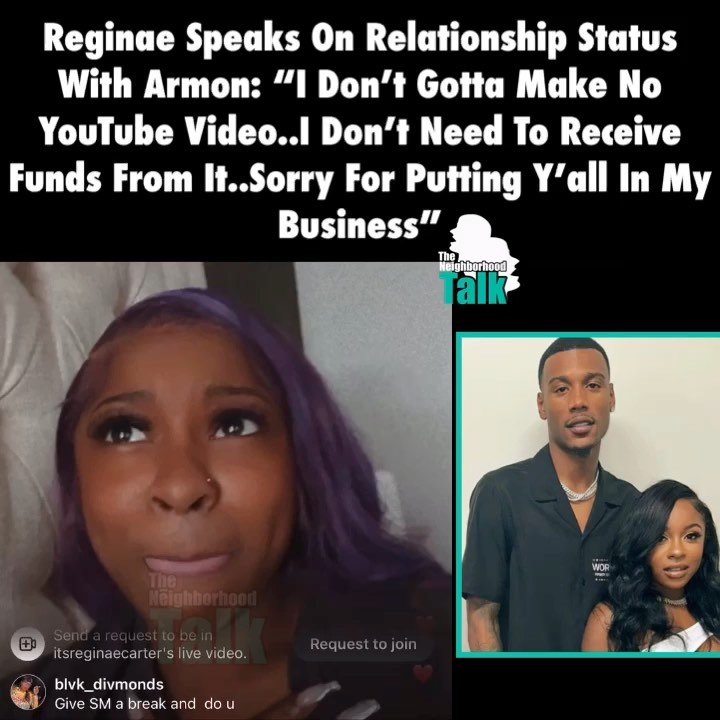 Reginae Speaks On Relationship Status
With Armon: “I Don’t Gotta Make No
YouTube Video..I Don’t Need To Receive
Funds From It..Sorry For Putting Y’all In My
Business”
The
Neighborhood
Talk
WOR
The
Neighborhood
Talk
Send a request to be in
itsreginaecarter's live video.
Request to join
blvk_divmonds
Give SM a break and do u